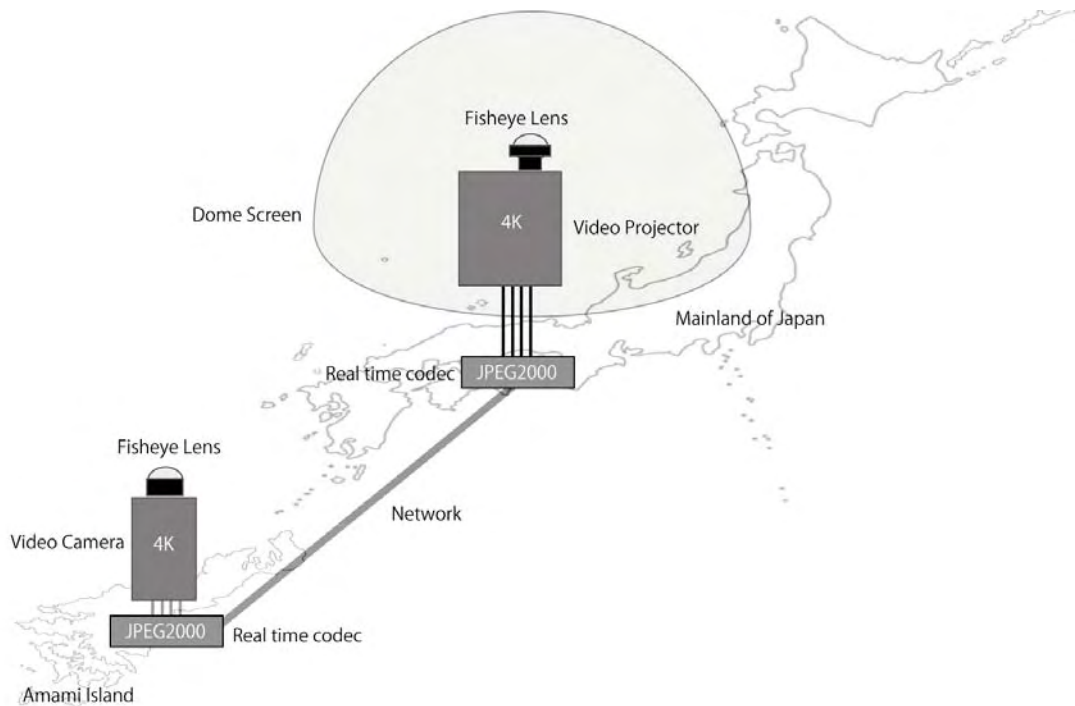 Fisheye Lens
Dome Screen
4K
Video Projector
Mainland of Japan
Real time codec
JPEG2000
Fisheye Lens
Network
Video Camera
4K
JPEG2000
Real time codec
Amami Island